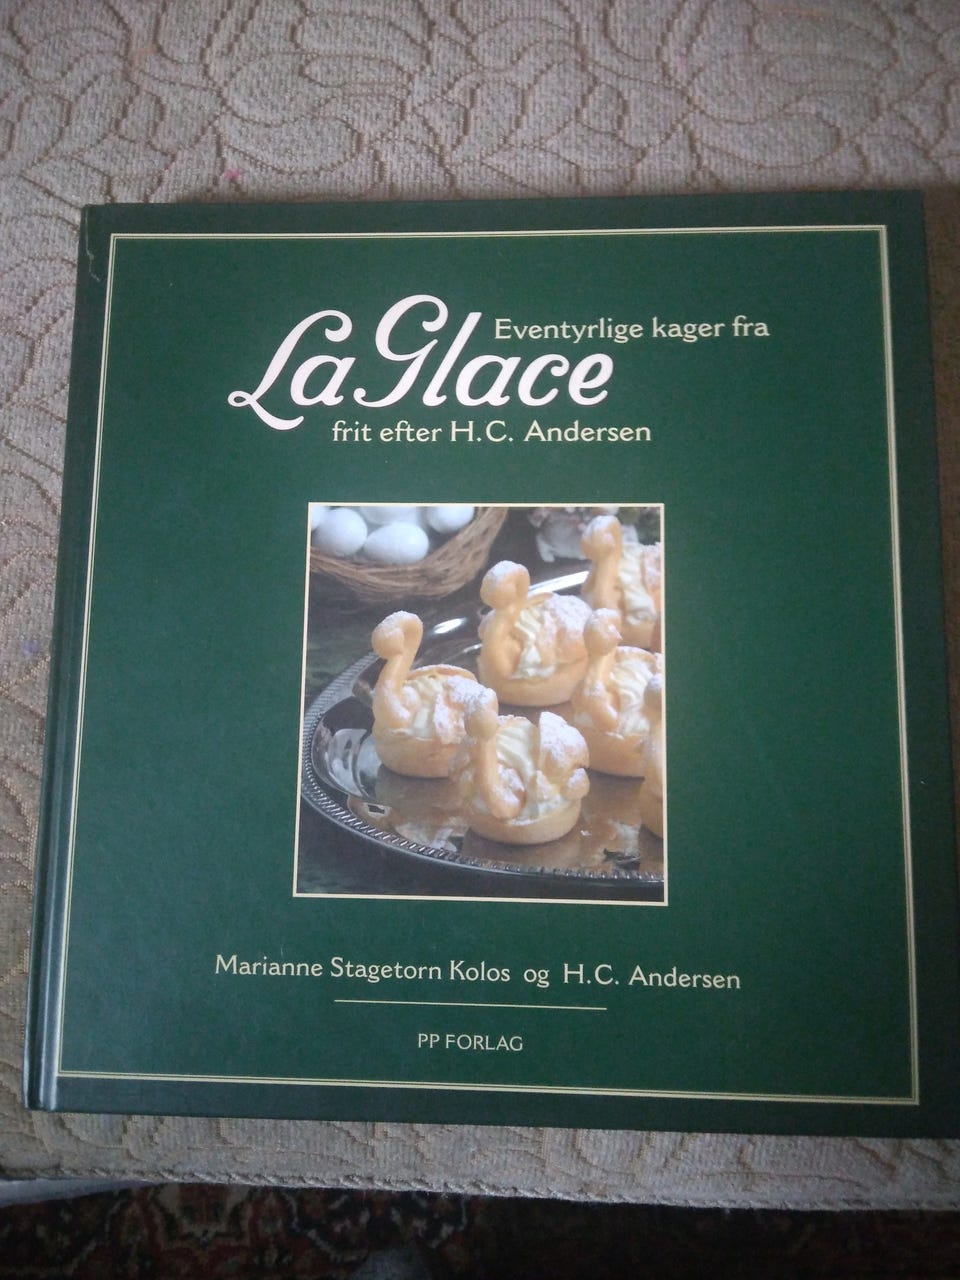 Eventyrlige kager fra
La Glace
frit efter H.C. Andersen
Marianne Stagetorn Kolos og H.C. Andersen
PP FORLAG